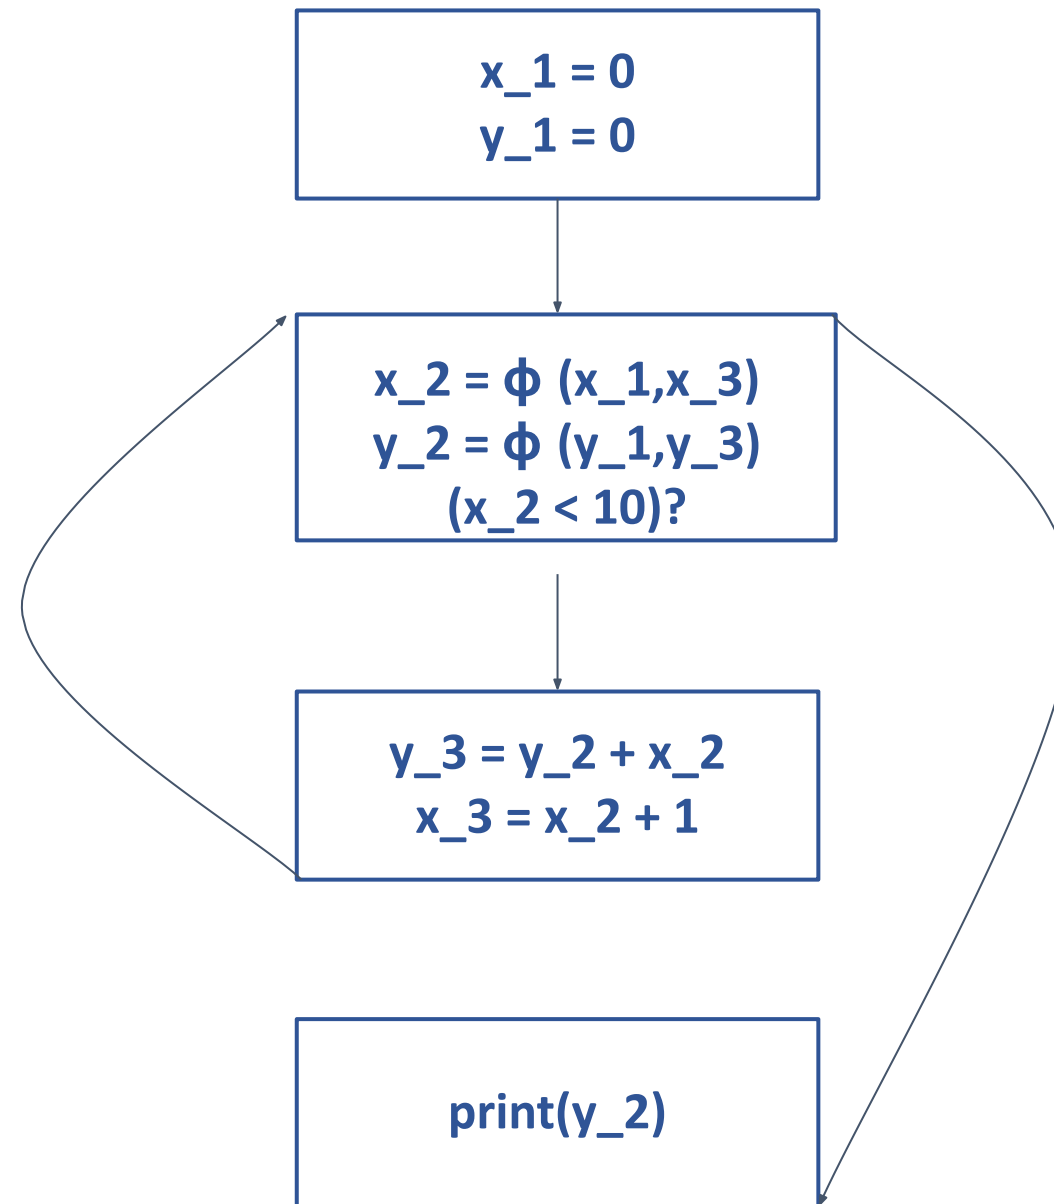 x_1 = 0
y_1 = 0
x_2 = ф (x_1,x_3)
y_2 = ф (y_1,y_3)
(x_2 < 10)?
y_3 = y_2 + x_2
x_3 = x_2 + 1
print(y_2)